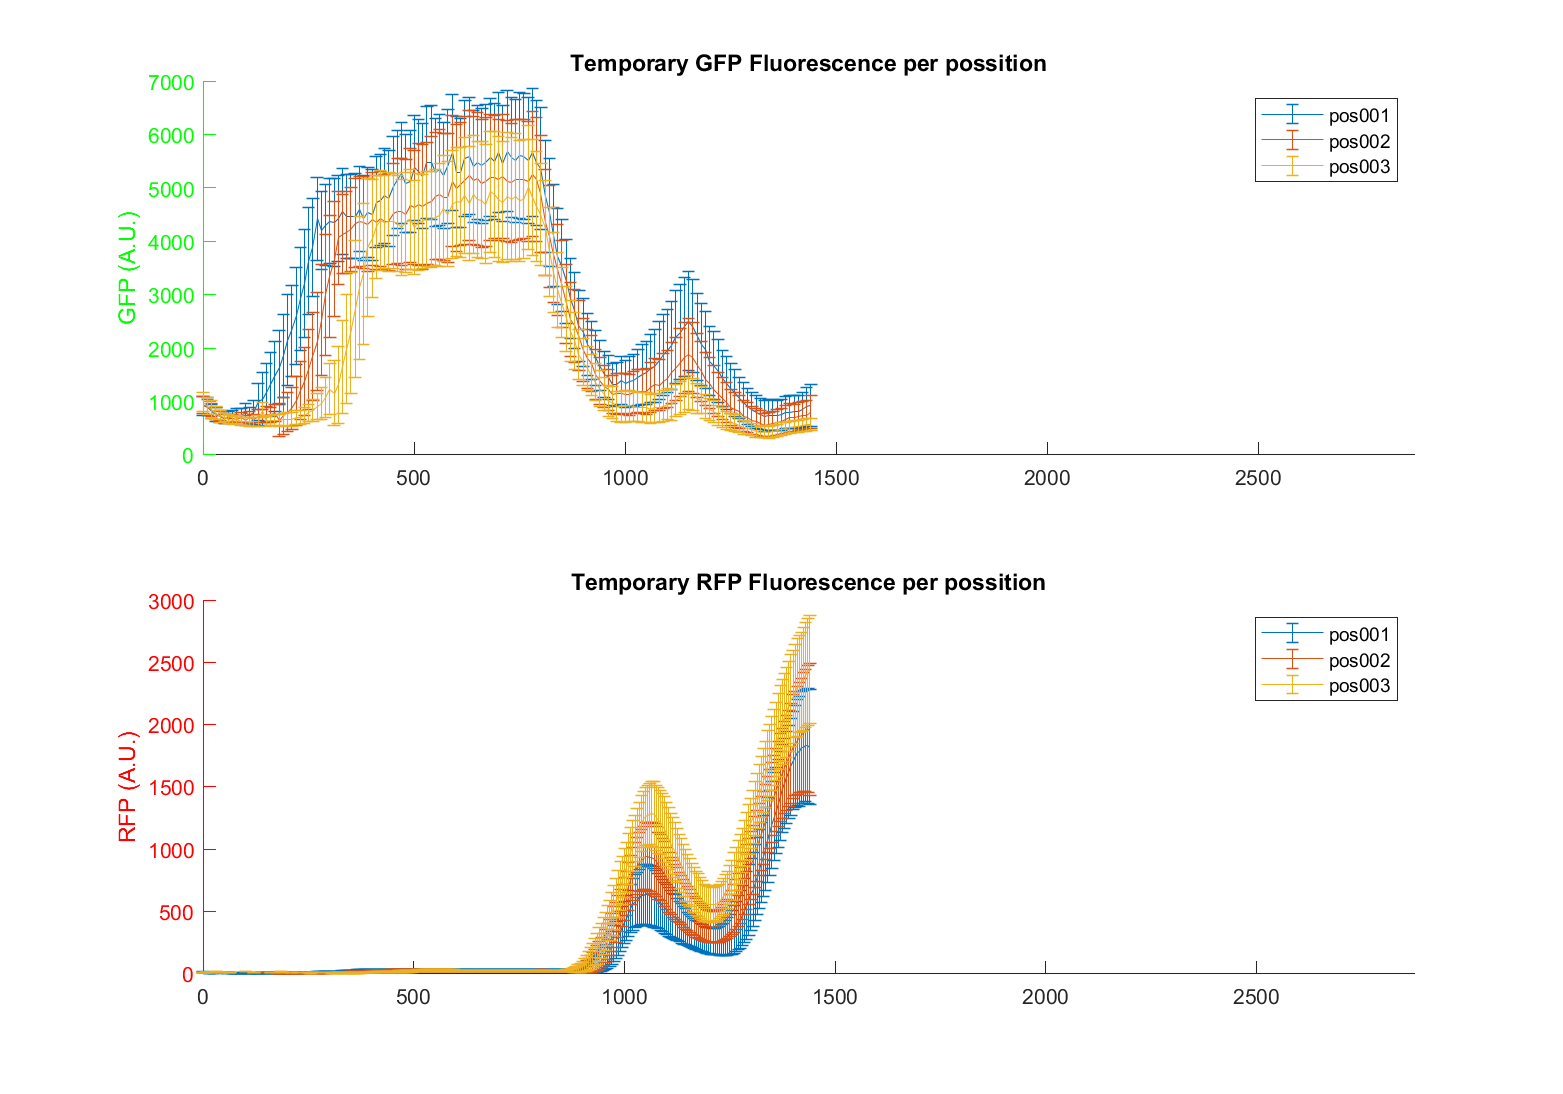 Temporary GFP Fluorescence per possition
GFP (A.U.)
7000
6000
5000
4000
3000
2000
1000
0
0 500 1000 1500 2000 2500
pos001
pos002
pos003
Temporary RFP Fluorescence per possition
RFP (A.U.)
3000
2500
2000
1500
1000
500
0
0 500 1000 1500 2000 2500
pos001
pos002
pos003